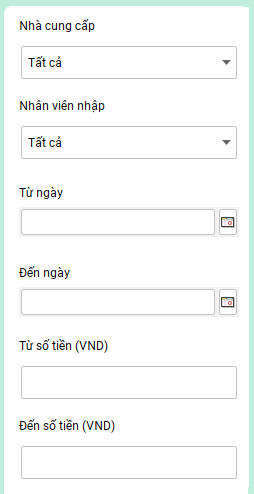 Nhà cung cấp
Tất cả
Nhân viên nhập
Tất cả
Từ ngày
Đến ngày
Từ số tiền (VND)
Đến số tiền (VND)